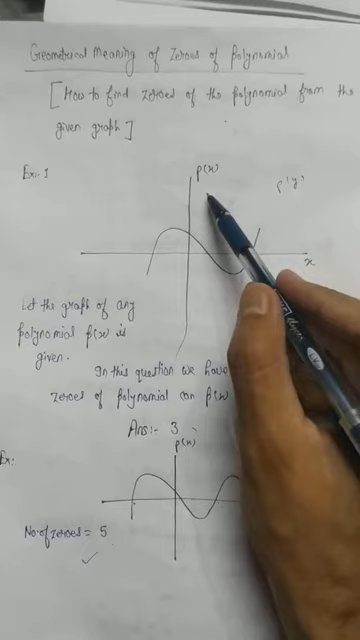 Geometrical Meaning of Zeroes of Polynomial
[How to find zeroes of the polynomial from the
given graph]
Ex:-1
p(x)
p(y)
x
Let the graph of any
polynomial p(x) is
given.
In this question we have
zeroes of polynomial can p(x)
Ans:- 3
Ex:
p(x)
No. of zeroes = 5